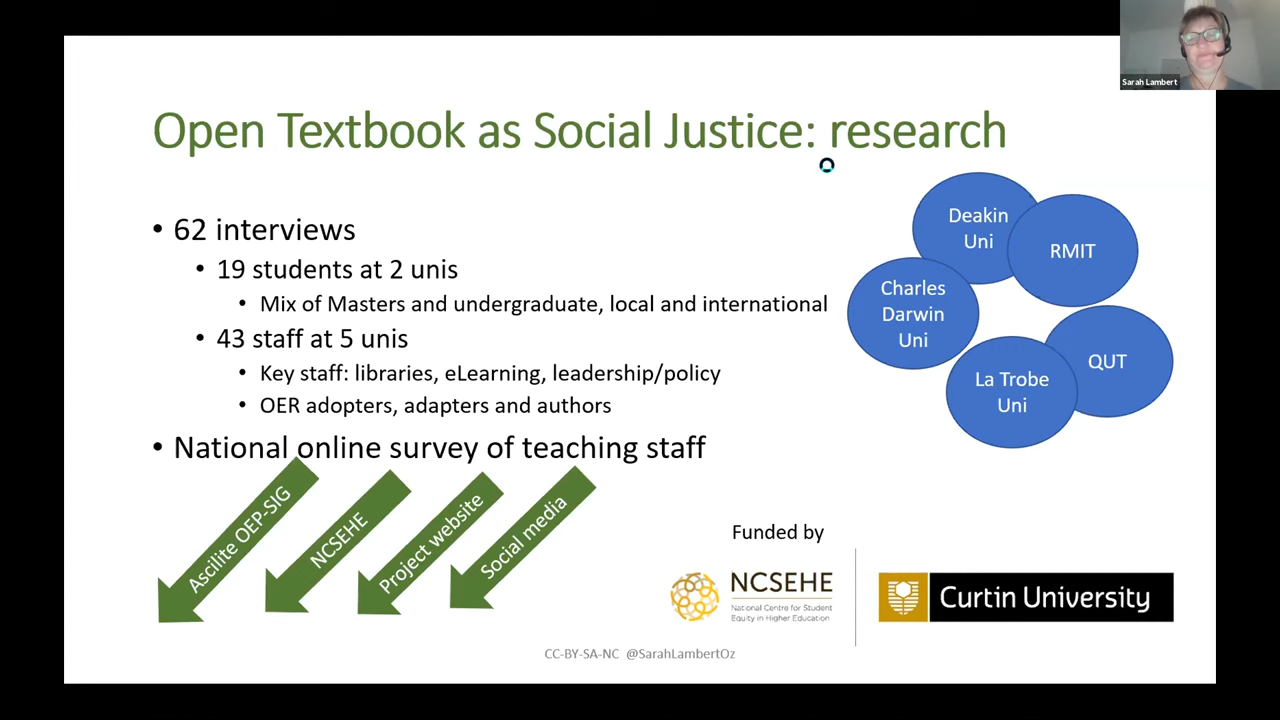 Sarah Lambert
Open Textbook as Social Justice: research
• 62 interviews
• 19 students at 2 unis
• Mix of Masters and undergraduate, local and international
• 43 staff at 5 unis
• Key staff: libraries, eLearning, leadership/policy
• OER adopters, adapters and authors
• National online survey of teaching staff
Deakin
Uni
RMIT
Charles
Darwin
Uni
QUT
La Trobe
Uni
Ascilite OEP-SIG
NCSEHE
Project website
Social media
Funded by
NCSEHE
National Centre for Student
Equity in Higher Education
Curtin University
CC-BY-SA-NC @SarahLambertOz